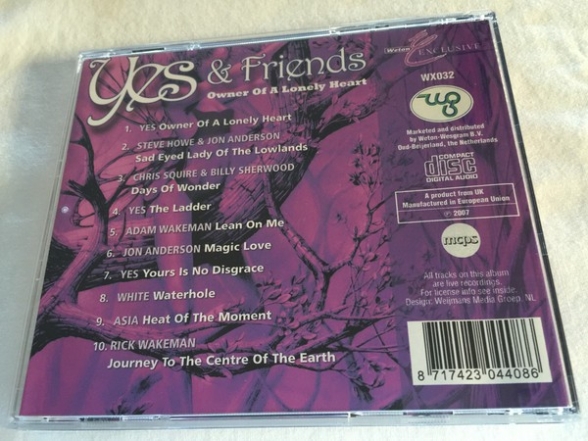 Yes & Friends
Owner Of A Lonely Heart
1. YES Owner Of A Lonely Heart
2. STEVE HOWE & JON ANDERSON
Sad Eyed Lady Of The Lowlands
3. CHRIS SQUIRE & BILLY SHERWOOD
Days Of Wonder
4. YES The Ladder
5. ADAM WAKEMAN Lean On Me
6. JON ANDERSON Magic Love
7. YES Yours Is No Disgrace
8. WHITE Waterhole
9. ASIA Heat Of The Moment
10. RICK WAKEMAN
Journey To The Centre Of The Earth
Weton EXCLUSIVE
WX032
wg
Marketed and distributed
by Weton-Wesgram B.V.
Oud-Beijerland, the Netherlands
COMPACT
disc
DIGITAL AUDIO
A product from UK
Manufactured in European Union
℗ 2007
mcps
All tracks on this album
are live recordings.
For license info see inside.
Design: Weijmans Media Groep, NL
8 717423 044086